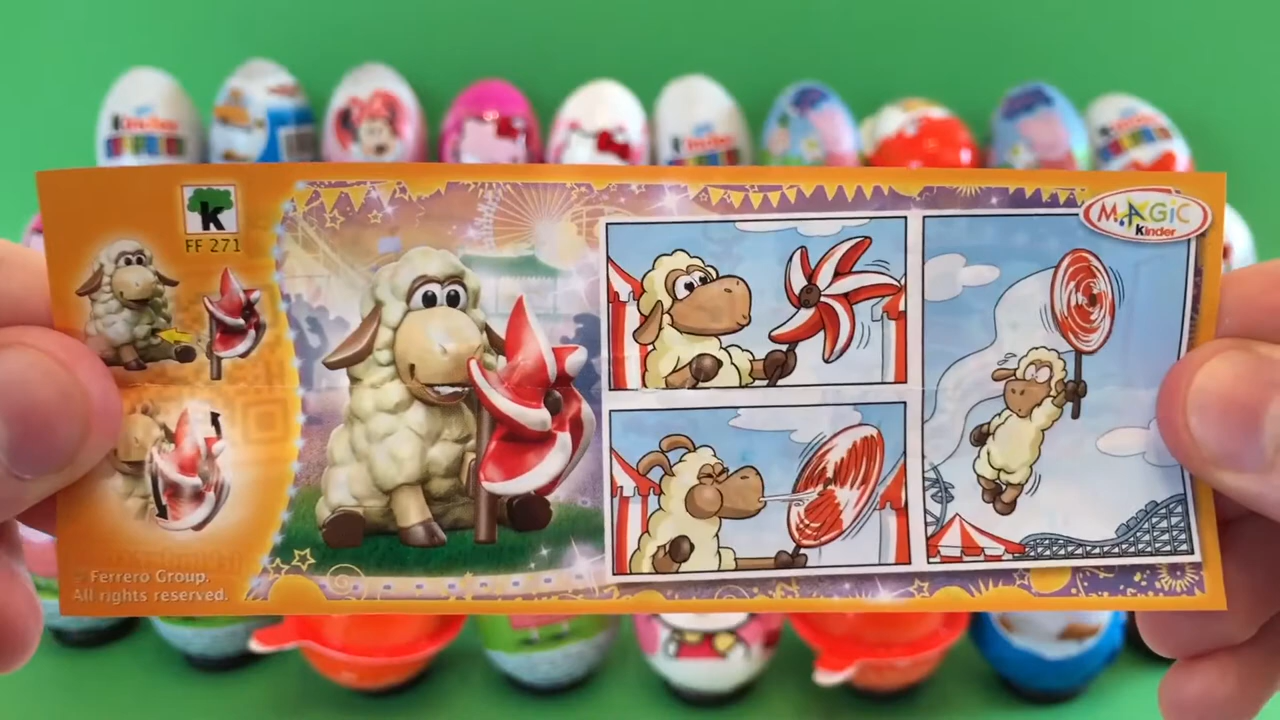 Kinder
Kinder
Kinder
k
FF 271
MAGIC
Kinder
Ferrero Group.
All rights reserved.